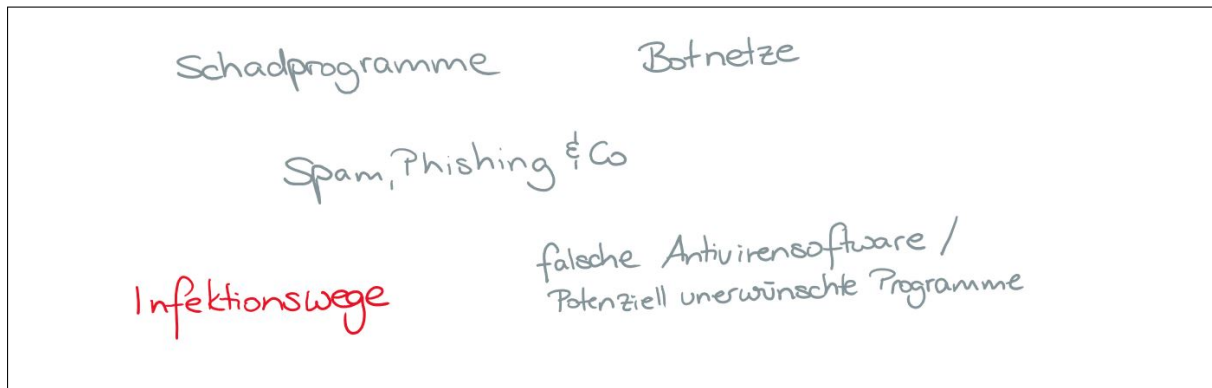 Schadprogramme
Botnetze
Spam, Phishing & Co
Infektionswege
falsche Antivirensoftware /
Potenziell unerwünschte Programme